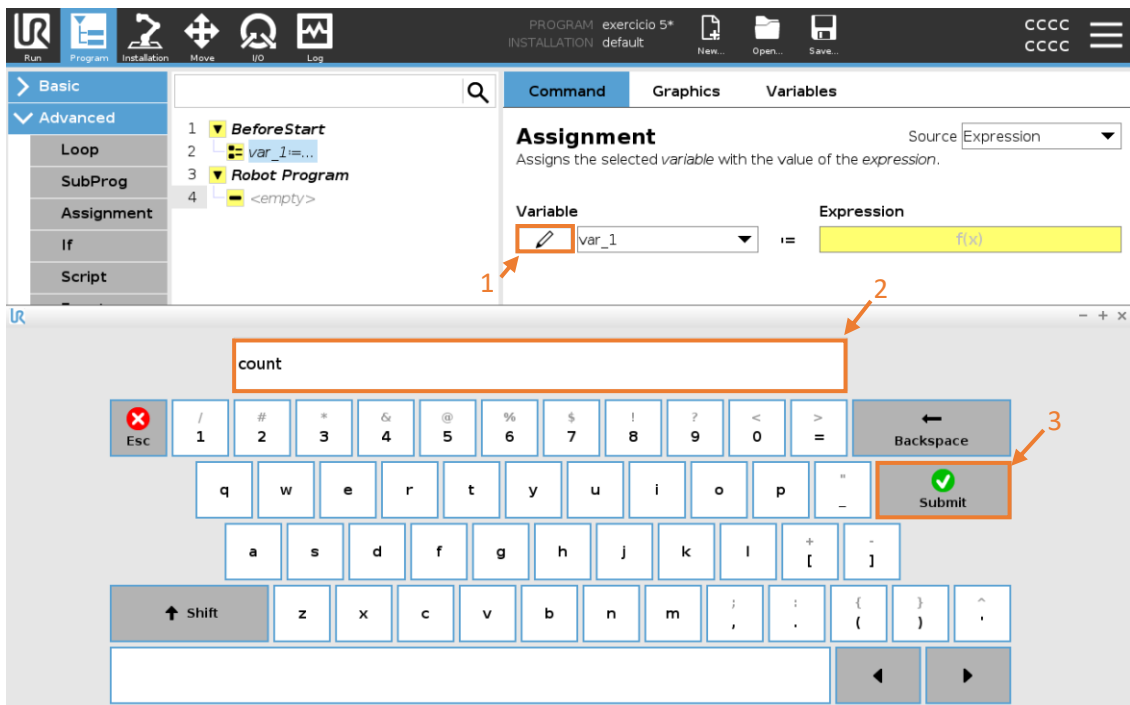 PROGRAM exercicio 5*
INSTALLATION default
CCCC
CCCC
Run Program Installation Move I/O Log New... Open... Save...
Basic
Advanced
Loop
SubProg
Assignment
If
Script
1 BeforeStart
2 var_1:=...
3 Robot Program
4 <empty>
Command Graphics Variables
Assignment
Source Expression
Assigns the selected variable with the value of the expression.
Variable Expression
var_1 := f(x)
1
2
UR
- + x
count
3
/ # * & @ % $ ! ? < >
Esc 1 2 3 4 5 6 7 8 9 0 = Backspace
"
q w e r t y u i o p _ Submit
+ -
a s d f g h j k l [ ]
; : { } ^
Shift z x c v b n m , . ( ) '